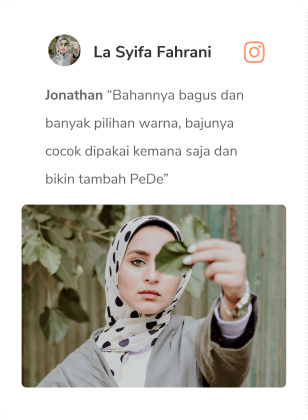 La Syifa Fahrani
Jonathan “Bahannya bagus dan
banyak pilihan warna, bajunya
cocok dipakai kemana saja dan
bikin tambah PeDe”